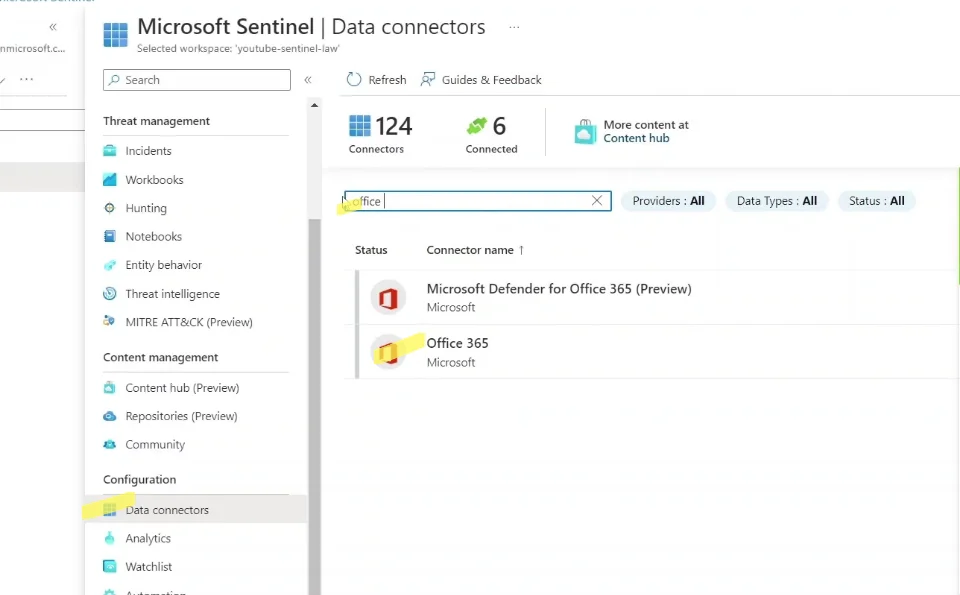 Microsoft Sentinel | Data connectors ...
Selected workspace: 'youtube-sentinel-law'
nmicrosoft.c...
Search
Refresh
Guides & Feedback
Threat management
Incidents
Workbooks
Hunting
Notebooks
Entity behavior
Threat intelligence
MITRE ATT&CK (Preview)
Content management
Content hub (Preview)
Repositories (Preview)
Community
Configuration
Data connectors
Analytics
Watchlist
Automation
124
Connectors
6
Connected
More content at
Content hub
office
Providers : All
Data Types : All
Status : All
Status
Connector name ↑
Microsoft Defender for Office 365 (Preview)
Microsoft
Office 365
Microsoft